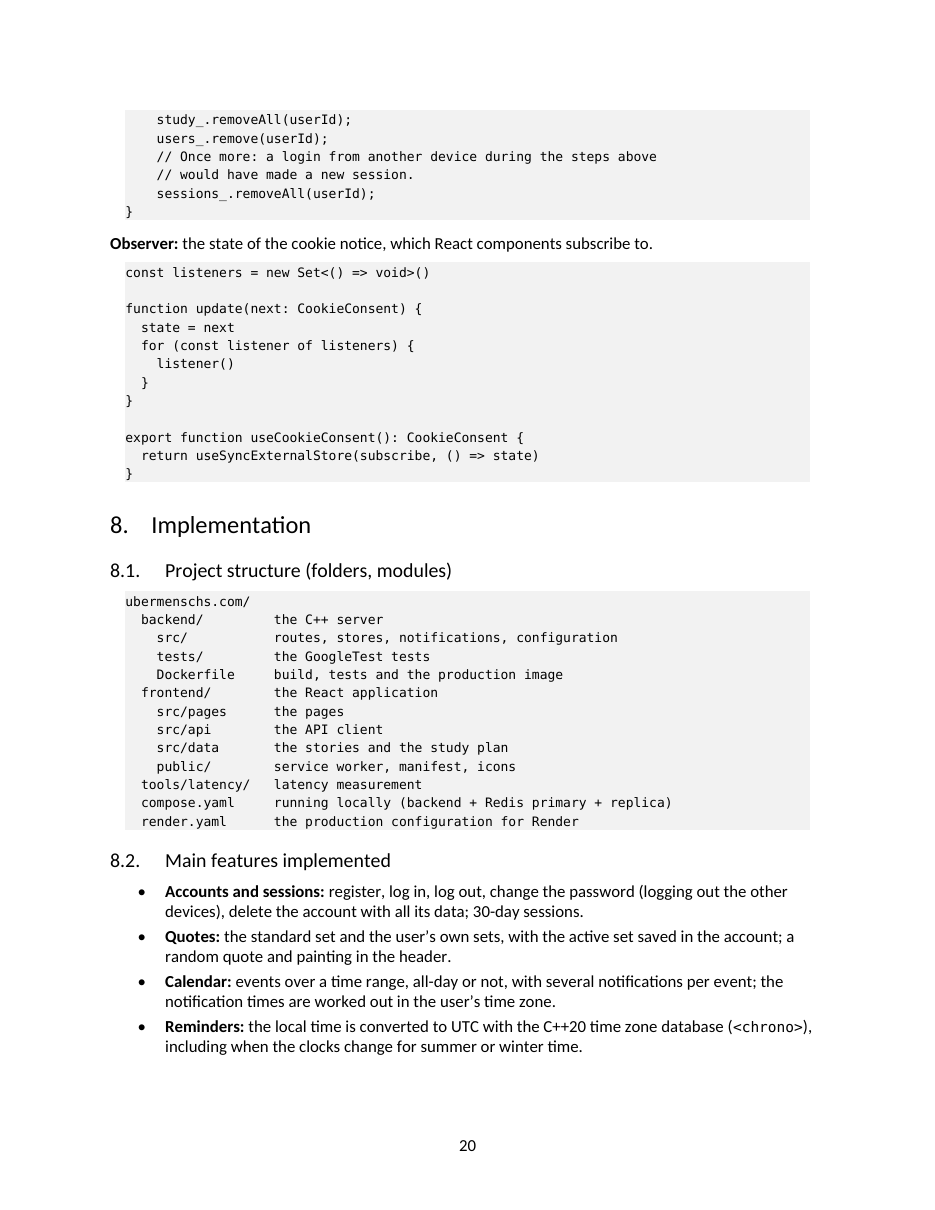 study_.removeAll(userId);
    users_.remove(userId);
    // Once more: a login from another device during the steps above
    // would have made a new session.
    sessions_.removeAll(userId);
}
Observer: the state of the cookie notice, which React components subscribe to.
const listeners = new Set<() => void>()

function update(next: CookieConsent) {
  state = next
  for (const listener of listeners) {
    listener()
  }
}

export function useCookieConsent(): CookieConsent {
  return useSyncExternalStore(subscribe, () => state)
}
8. Implementation
8.1. Project structure (folders, modules)
ubermenschs.com/
  backend/         the C++ server
    src/           routes, stores, notifications, configuration
    tests/         the GoogleTest tests
    Dockerfile     build, tests and the production image
  frontend/        the React application
    src/pages      the pages
    src/api        the API client
    src/data       the stories and the study plan
    public/        service worker, manifest, icons
  tools/latency/   latency measurement
  compose.yaml     running locally (backend + Redis primary + replica)
  render.yaml      the production configuration for Render
8.2. Main features implemented
• Accounts and sessions: register, log in, log out, change the password (logging out the other
devices), delete the account with all its data; 30-day sessions.
• Quotes: the standard set and the user’s own sets, with the active set saved in the account; a
random quote and painting in the header.
• Calendar: events over a time range, all-day or not, with several notifications per event; the
notification times are worked out in the user’s time zone.
• Reminders: the local time is converted to UTC with the C++20 time zone database (<chrono>),
including when the clocks change for summer or winter time.
20